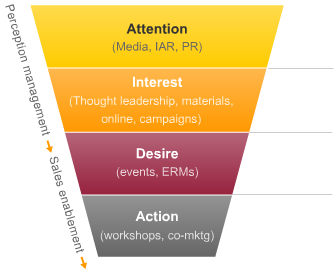 Attention
(Media, IAR, PR)
Interest
(Thought leadership, materials,
online, campaigns)
Desire
(events, ERMs)
Action
(workshops, co-mktg)
Perception management
Sales enablement